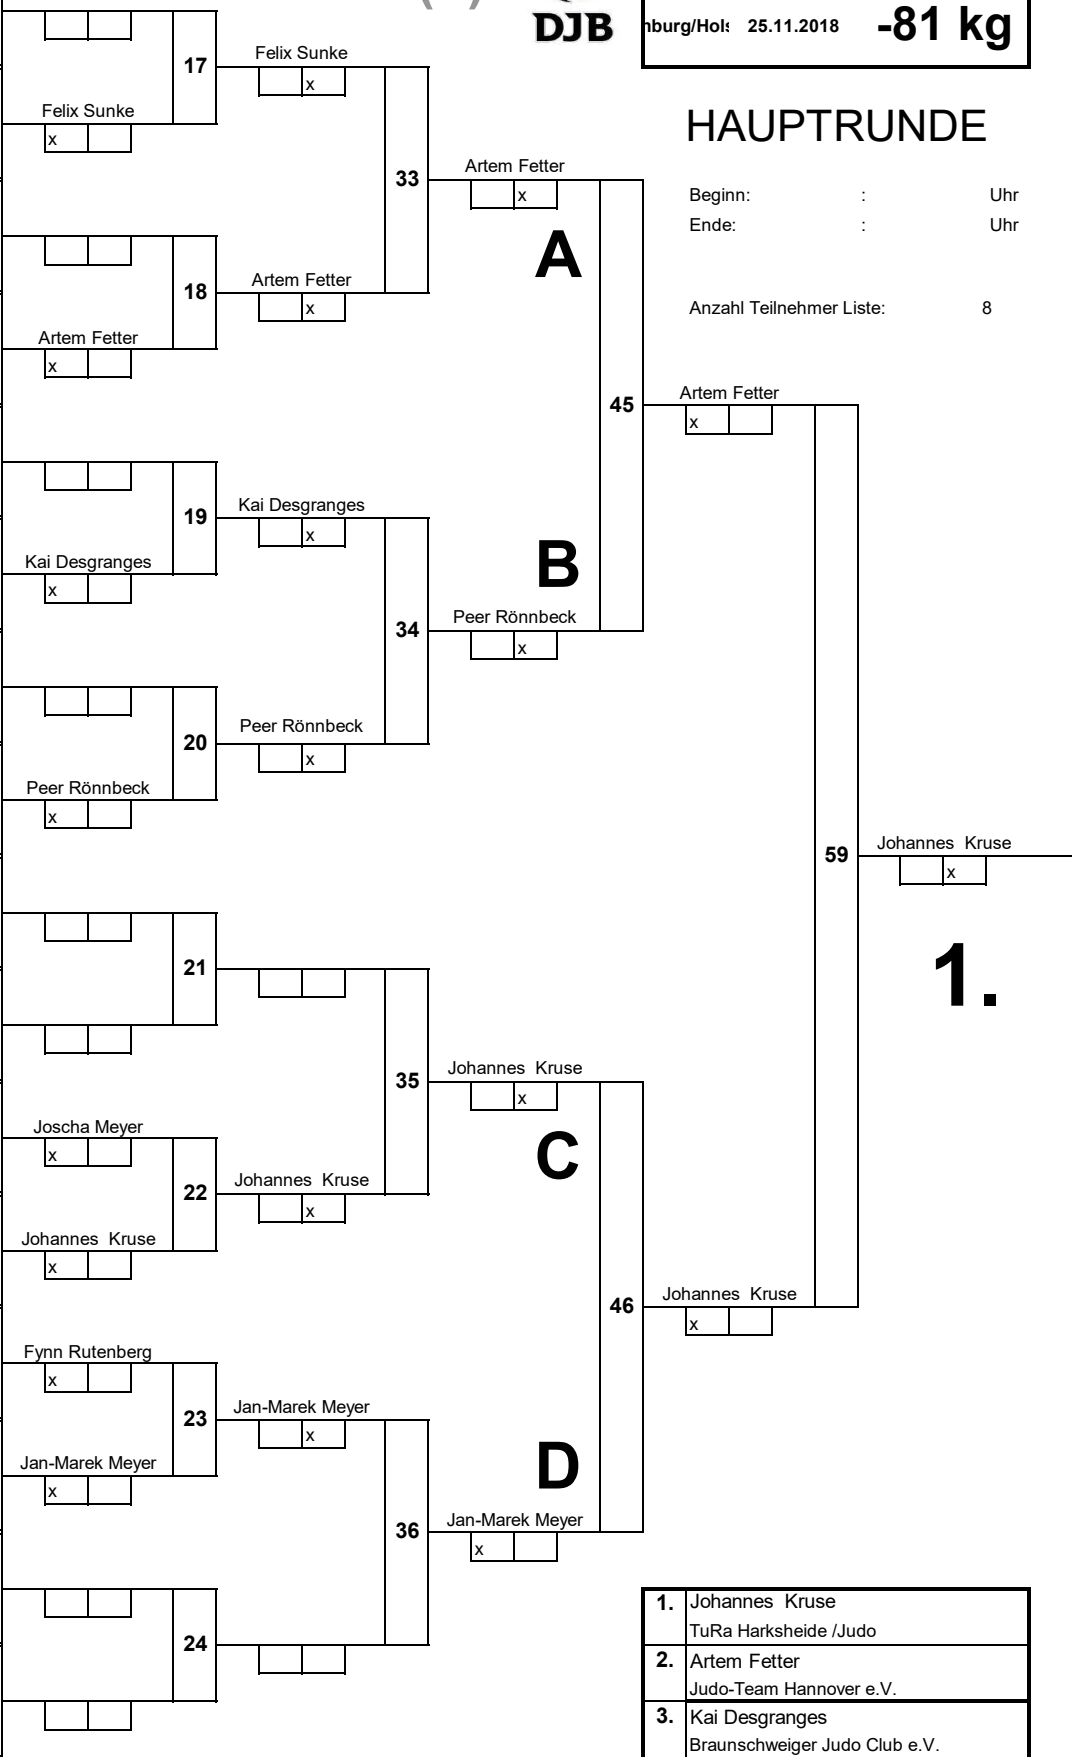 DJB
25.11.2018
-81 kg
17
Felix Sunke
x
Felix Sunke
x
HAUPTRUNDE
33
Artem Fetter
x
Beginn: : Uhr
Ende: : Uhr
A
18
Artem Fetter
x
Anzahl Teilnehmer Liste: 8
Artem Fetter
x
45
Artem Fetter
x
19
Kai Desgranges
x
B
Kai Desgranges
x
34
Peer Rönnbeck
x
20
Peer Rönnbeck
x
Peer Rönnbeck
x
59
Johannes Kruse
x
21
1.
35
Johannes Kruse
x
Joscha Meyer
x
C
22
Johannes Kruse
x
Johannes Kruse
x
46
Johannes Kruse
x
Fynn Rutenberg
x
23
Jan-Marek Meyer
x
Jan-Marek Meyer
x
D
36
Jan-Marek Meyer
x
24
1. Johannes Kruse
TuRa Harksheide /Judo
2. Artem Fetter
Judo-Team Hannover e.V.
3. Kai Desgranges
Braunschweiger Judo Club e.V.